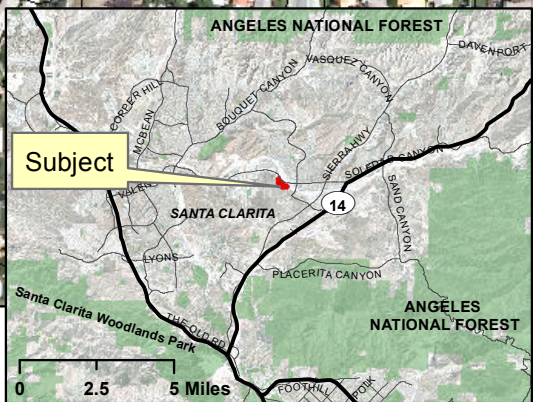 ANGELES NATIONAL FOREST
DAVENPORT
VASQUEZ CANYON
COPPER HILL
BOUQUET CANYON
MCBEAN
SIERRA HWY
SOLEDAD CANYON
Subject
SAND CANYON
14
SANTA CLARITA
LYONS
PLACERITA CANYON
ANGELES
NATIONAL FOREST
Santa Clarita Woodlands Park
THE OLD RD
0 2.5 5 Miles
FOOTHILL